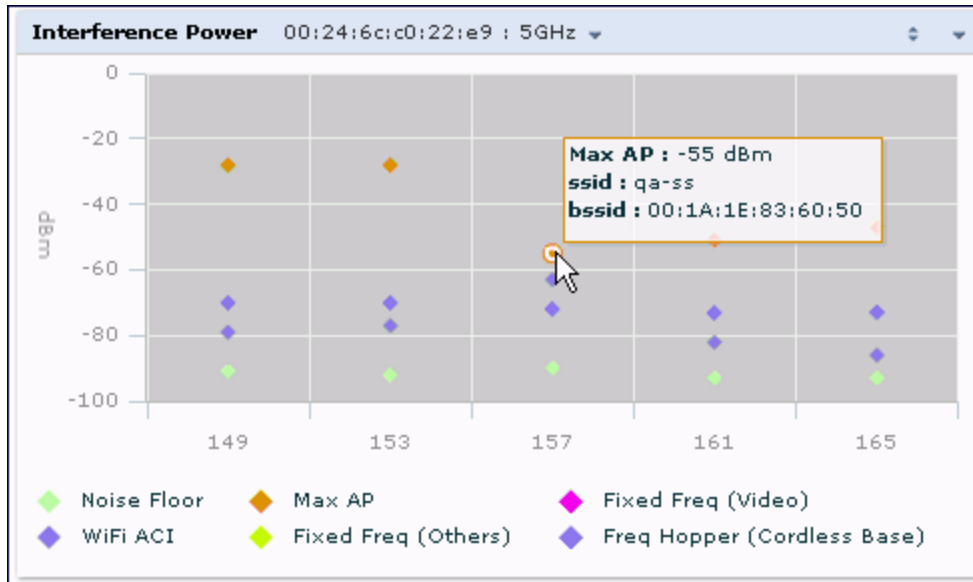 Interference Power 00:24:6c:c0:22:e9 : 5GHz
0
-20
-40
-60
-80
-100
dBm
Max AP : -55 dBm
ssid : qa-ss
bssid : 00:1A:1E:83:60:50
149 153 157 161 165
Noise Floor Max AP Fixed Freq (Video)
WiFi ACI Fixed Freq (Others) Freq Hopper (Cordless Base)